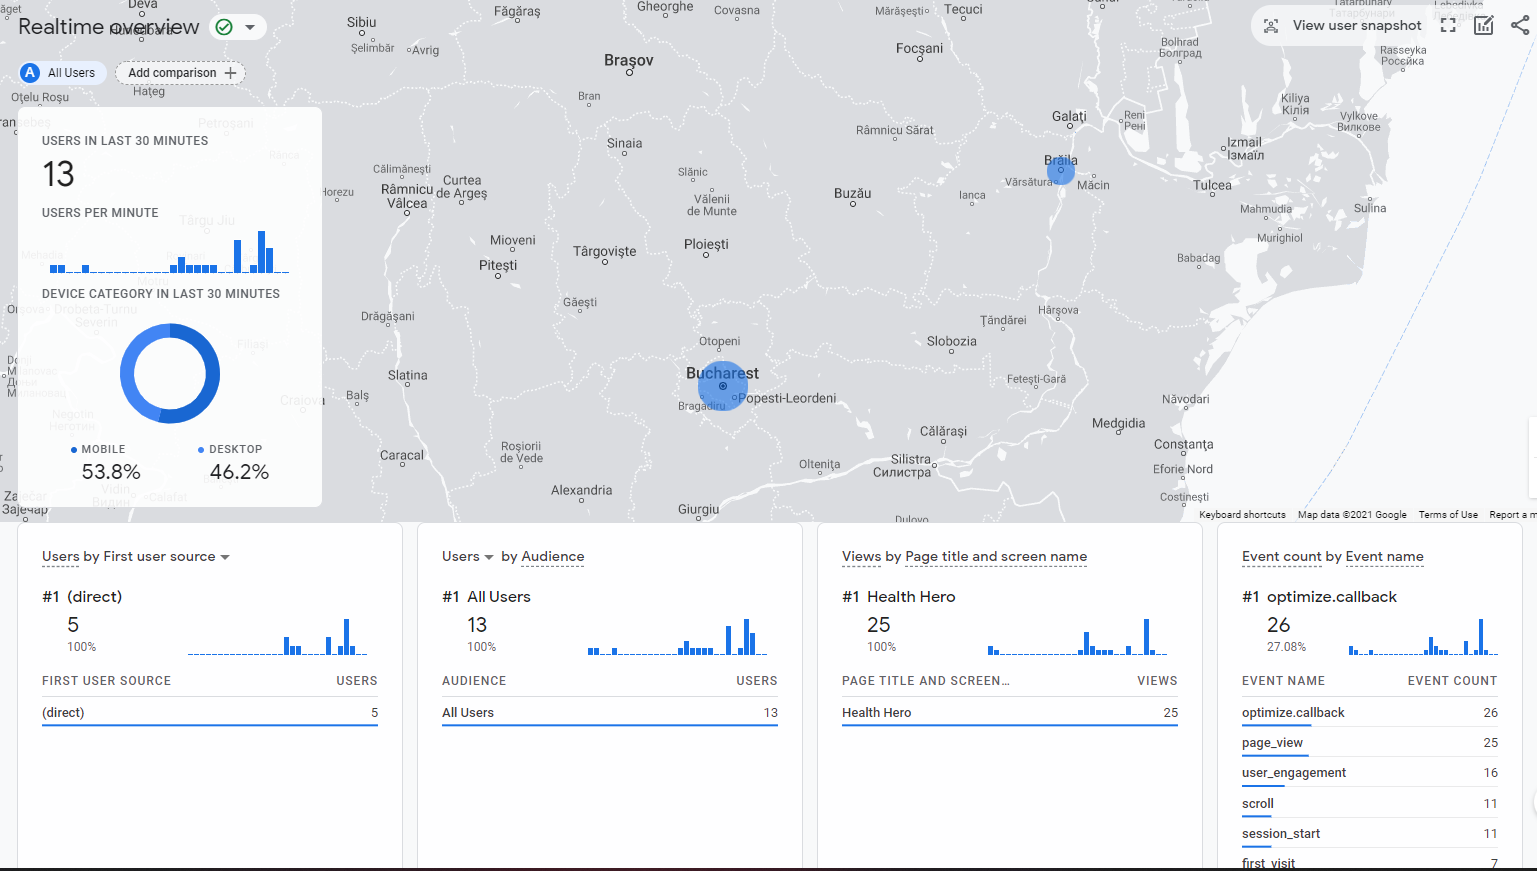 Realtime overview
View user snapshot
A All Users
Add comparison +
USERS IN LAST 30 MINUTES
13
USERS PER MINUTE
DEVICE CATEGORY IN LAST 30 MINUTES
MOBILE
53.8%
DESKTOP
46.2%
Deva
Sibiu
Șelimbăr
Avrig
Făgăraș
Gheorghe
Covasna
Mărășești
Tecuci
Focșani
Brașov
Bran
Hațeg
Oțelu Roșu
Petroșani
Rânca
Horezu
Târgu Jiu
Călimănești
Râmnicu
Vâlcea
Curtea
de Argeș
Sinaia
Slănic
Vălenii
de Munte
Râmnicu Sărat
Buzău
Ianca
Galați
Brăila
Vărsătura
Măcin
Reni
Рені
Bolhrad
Болград
Izmail
Ізмаїл
Kiliya
Кілія
Vylkove
Вилкове
Rasseyka
Россійка
Tulcea
Mahmudia
Murighiol
Sulina
Babadag
Mioveni
Pitești
Târgoviște
Ploiești
Găești
Drăgășani
Slatina
Balș
Craiova
Filiași
Drobeta-Turnu
Severin
Negotin
Неготин
Vidin
Видин
Calafat
Зајечар
Caracal
Roșiorii
de Vede
Alexandria
Giurgiu
Otopeni
Bucharest
Bragadiru
Popesti-Leordeni
Țăndărei
Hârșova
Slobozia
Fetești-Gară
Călărași
Oltenița
Silistra
Силистра
Dulovo
Medgidia
Năvodari
Constanța
Eforie Nord
Costinești
Keyboard shortcuts
Map data ©2021 Google
Terms of Use
Report a m
Users by First user source
#1 (direct)
5
100%
FIRST USER SOURCE USERS
(direct) 5
Users by Audience
#1 All Users
13
100%
AUDIENCE USERS
All Users 13
Views by Page title and screen name
#1 Health Hero
25
100%
PAGE TITLE AND SCREEN… VIEWS
Health Hero 25
Event count by Event name
#1 optimize.callback
26
27.08%
EVENT NAME EVENT COUNT
optimize.callback 26
page_view 25
user_engagement 16
scroll 11
session_start 11
first_visit 7